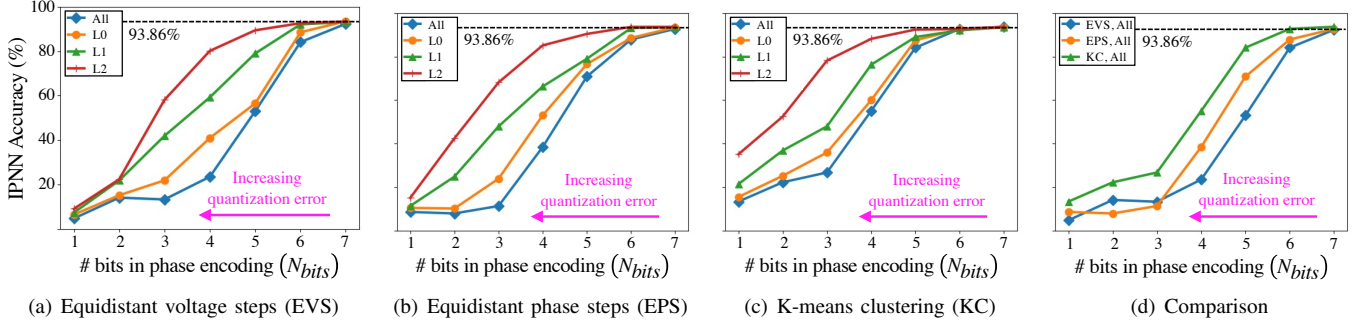 IPNN Accuracy (%)
100
80
60
40
20
All
L0
L1
L2
93.86%
Increasing
quantization error
1 2 3 4 5 6 7
# bits in phase encoding (N_bits)
(a) Equidistant voltage steps (EVS)
All
L0
L1
L2
93.86%
Increasing
quantization error
1 2 3 4 5 6 7
# bits in phase encoding (N_bits)
(b) Equidistant phase steps (EPS)
All
L0
L1
L2
93.86%
Increasing
quantization error
1 2 3 4 5 6 7
# bits in phase encoding (N_bits)
(c) K-means clustering (KC)
EVS, All
EPS, All
KC, All
93.86%
Increasing
quantization error
1 2 3 4 5 6 7
# bits in phase encoding (N_bits)
(d) Comparison